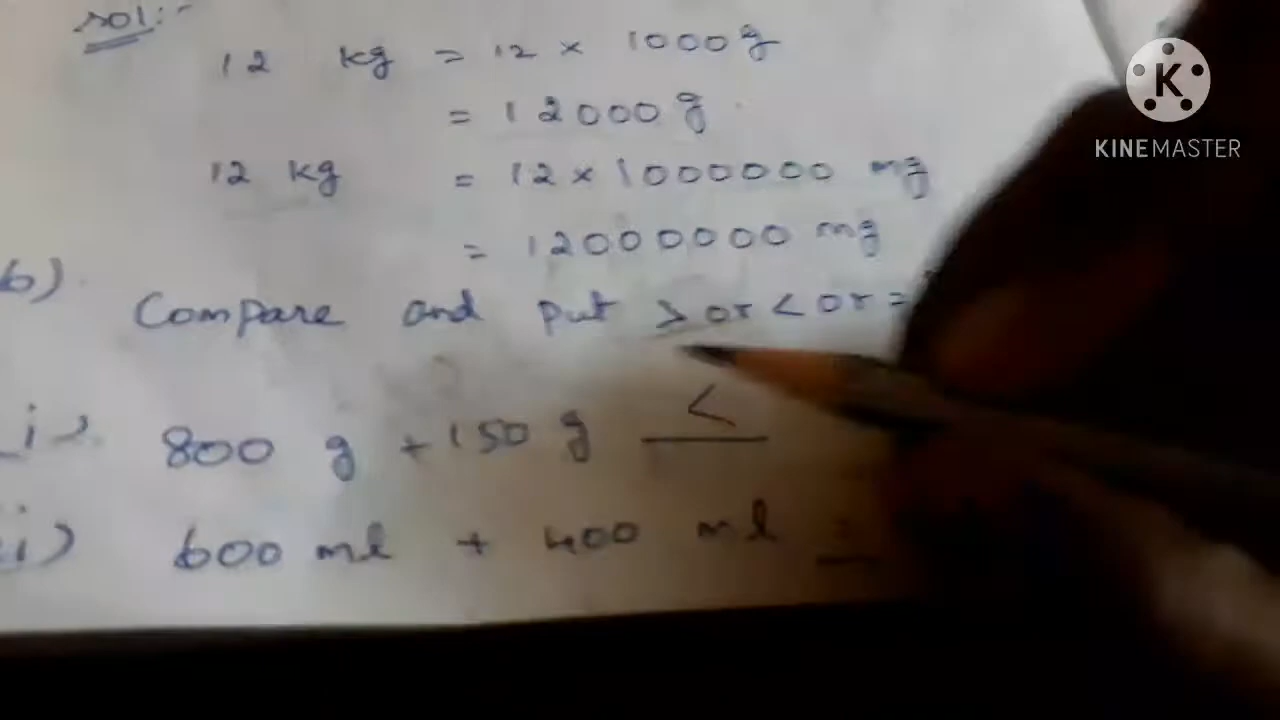 sol:-
12 kg = 12 x 1000 g
= 12000 g
12 kg = 12 x 1000000 mg
= 12000000 mg
b)
Compare and put > or < or =
i>. 800 g + 150 g <
ii) 600 ml + 400 ml =
K
KINEMASTER